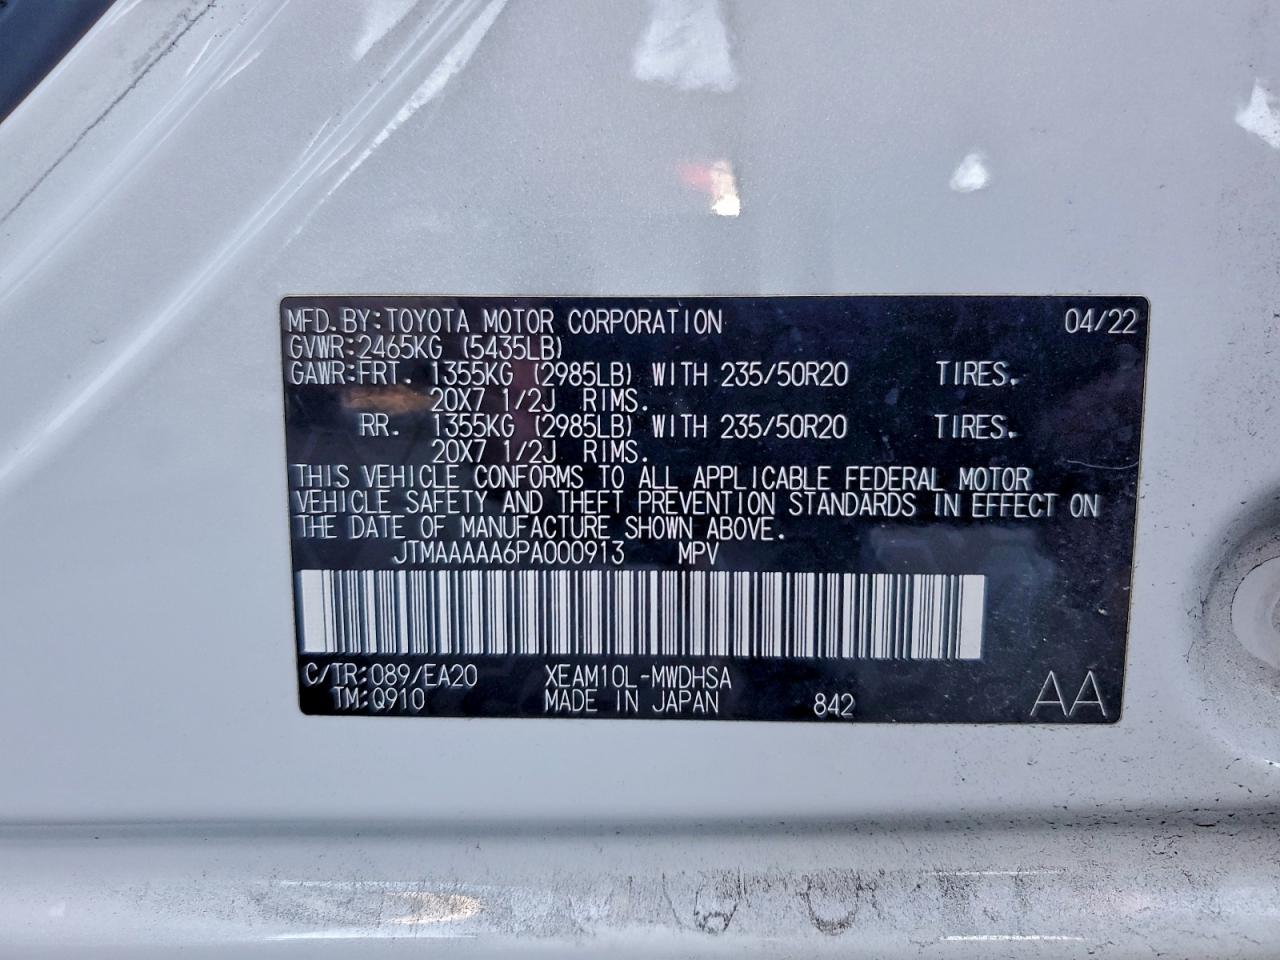 MFD.BY:TOYOTA MOTOR CORPORATION 04/22
GVWR:2465KG (5435LB)
GAWR:FRT. 1355KG (2985LB) WITH 235/50R20 TIRES.
20X7 1/2J RIMS.
RR. 1355KG (2985LB) WITH 235/50R20 TIRES.
20X7 1/2J RIMS.
THIS VEHICLE CONFORMS TO ALL APPLICABLE FEDERAL MOTOR
VEHICLE SAFETY AND THEFT PREVENTION STANDARDS IN EFFECT ON
THE DATE OF MANUFACTURE SHOWN ABOVE.
JTMAAAAA6PA000913 MPV
C/TR:089/EA20 XEAM10L-MWDHSA
TM:Q910 MADE IN JAPAN 842 AA